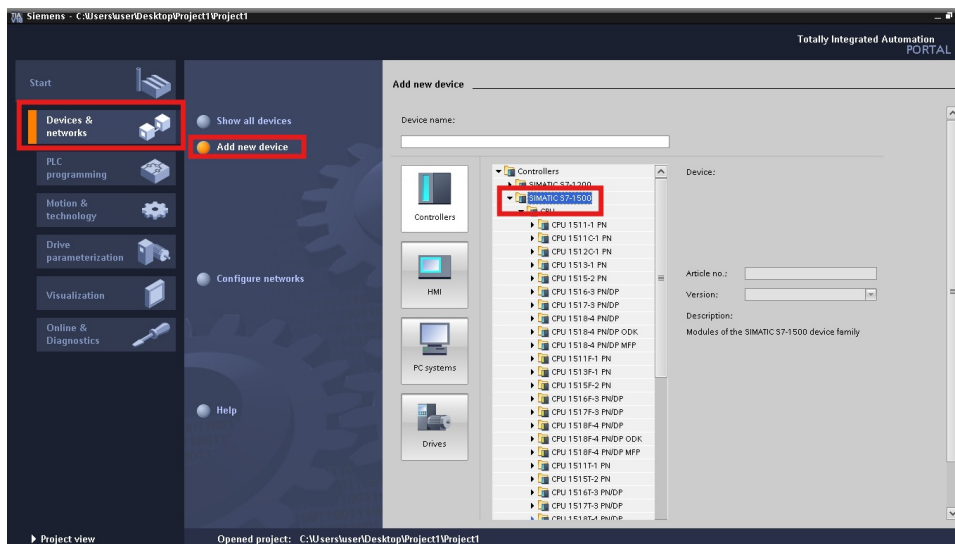 Siemens - C:\Users\user\Desktop\Project1\Project1
Totally Integrated Automation
PORTAL
Start
Devices &
networks
PLC
programming
Motion &
technology
Drive
parameterization
Visualization
Online &
Diagnostics
Show all devices
Add new device
Configure networks
Help
Add new device
Device name:
Controllers
HMI
PC systems
Drives
Controllers
SIMATIC S7-1200
SIMATIC S7-1500
CPU
CPU 1511-1 PN
CPU 1511C-1 PN
CPU 1512C-1 PN
CPU 1513-1 PN
CPU 1515-2 PN
CPU 1516-3 PN/DP
CPU 1517-3 PN/DP
CPU 1518-4 PN/DP
CPU 1518-4 PN/DP ODK
CPU 1518-4 PN/DP MFP
CPU 1511F-1 PN
CPU 1513F-1 PN
CPU 1515F-2 PN
CPU 1516F-3 PN/DP
CPU 1517F-3 PN/DP
CPU 1518F-4 PN/DP
CPU 1518F-4 PN/DP ODK
CPU 1518F-4 PN/DP MFP
CPU 1511T-1 PN
CPU 1515T-2 PN
CPU 1516T-3 PN/DP
CPU 1517T-3 PN/DP
CPU 1518T-4 PN/DP
Device:
Article no.:
Version:
Description:
Modules of the SIMATIC S7-1500 device family
Project view
Opened project: C:\Users\user\Desktop\Project1\Project1